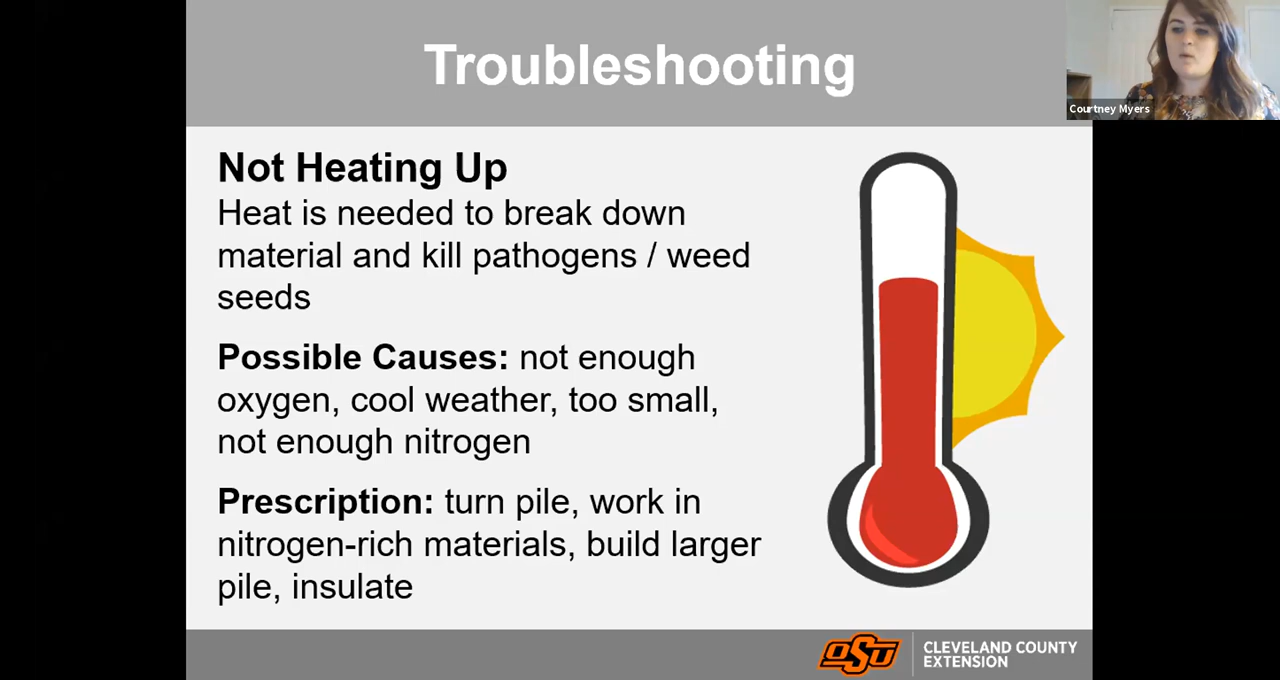 Troubleshooting
Courtney Myers
Not Heating Up
Heat is needed to break down
material and kill pathogens / weed
seeds
Possible Causes: not enough
oxygen, cool weather, too small,
not enough nitrogen
Prescription: turn pile, work in
nitrogen-rich materials, build larger
pile, insulate
OSU
CLEVELAND COUNTY
EXTENSION